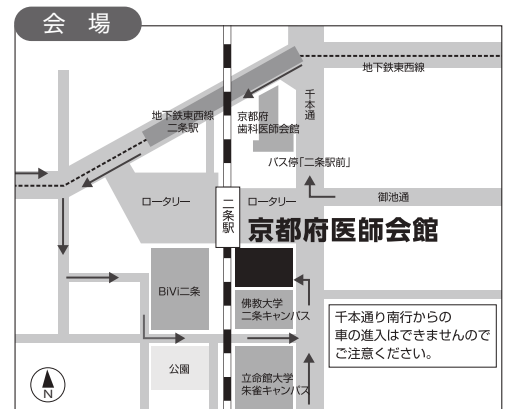 会 場
地下鉄東西線
地下鉄東西線
二条駅
京都府
歯科医師会館
千本通
バス停「二条駅前」
ロータリー
二条駅
ロータリー
御池通
京都府医師会館
BiVi二条
佛教大学
二条キャンパス
千本通り南行からの
車の進入はできませんので
ご注意ください。
公園
立命館大学
朱雀キャンパス
N